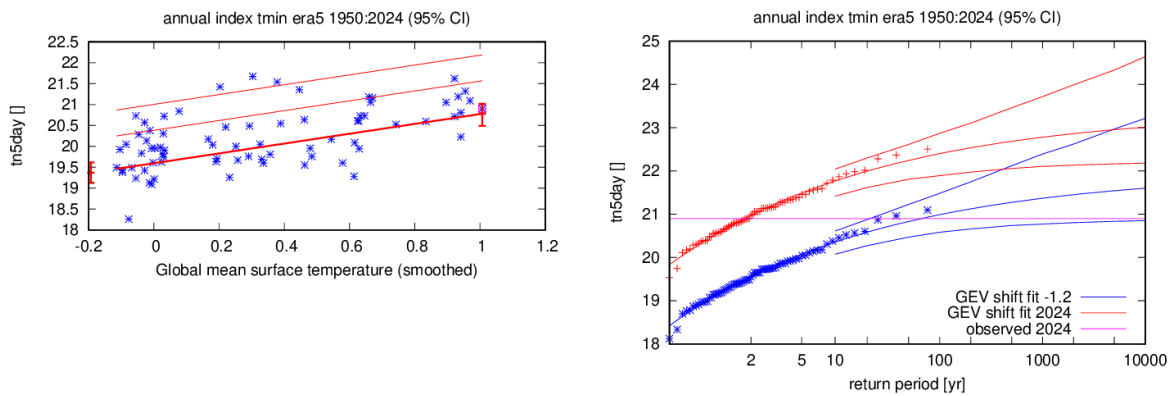 annual index tmin era5 1950:2024 (95% CI)
22.5
22
21.5
21
20.5
20
19.5
19
18.5
18
-0.2 0 0.2 0.4 0.6 0.8 1 1.2
tn5day []
Global mean surface temperature (smoothed)
annual index tmin era5 1950:2024 (95% CI)
25
24
23
22
21
20
19
18
2 5 10 100 1000 10000
tn5day []
return period [yr]
GEV shift fit -1.2
GEV shift fit 2024
observed 2024